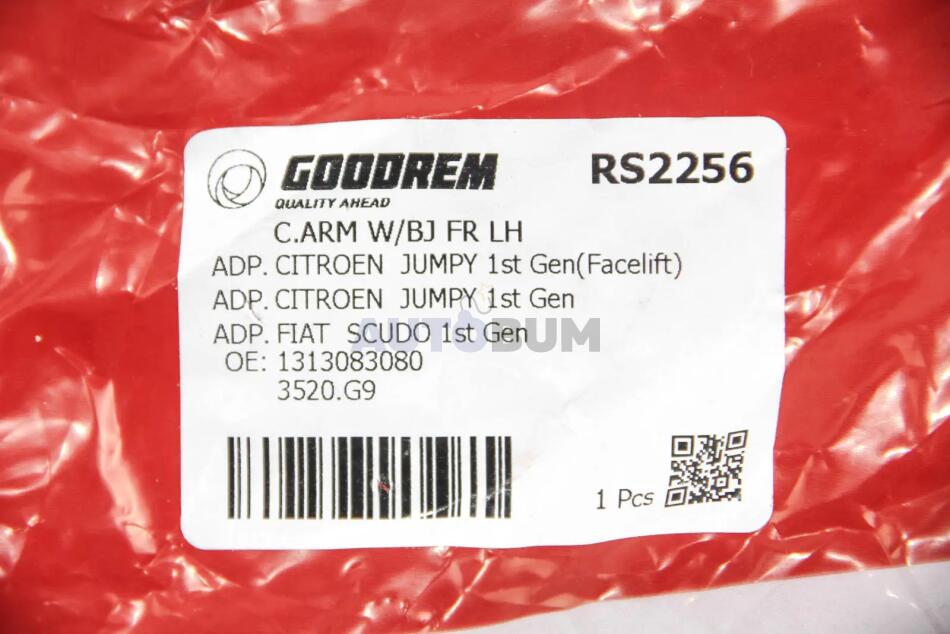 GOODREM
QUALITY AHEAD
RS2256
C.ARM W/BJ FR LH
ADP. CITROEN JUMPY 1st Gen(Facelift)
ADP. CITROEN JUMPY 1st Gen
ADP. FIAT SCUDO 1st Gen
AUTOBUM
OE: 1313083080
3520.G9
1 Pcs